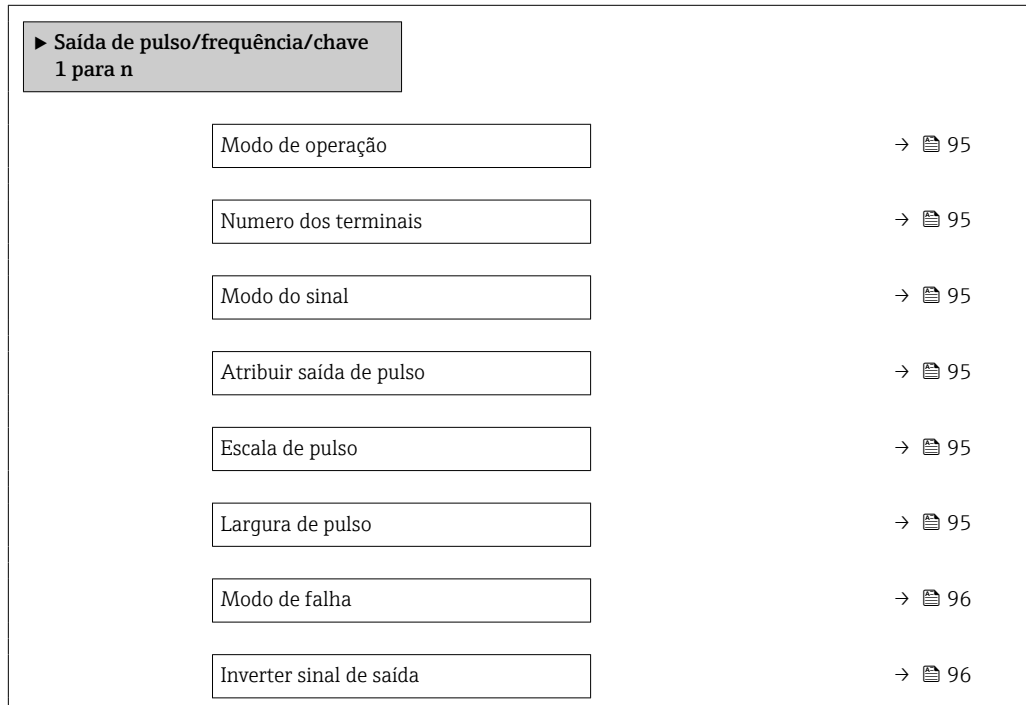 ▶ Saída de pulso/frequência/chave
1 para n
Modo de operação → 95
Numero dos terminais → 95
Modo do sinal → 95
Atribuir saída de pulso → 95
Escala de pulso → 95
Largura de pulso → 95
Modo de falha → 96
Inverter sinal de saída → 96